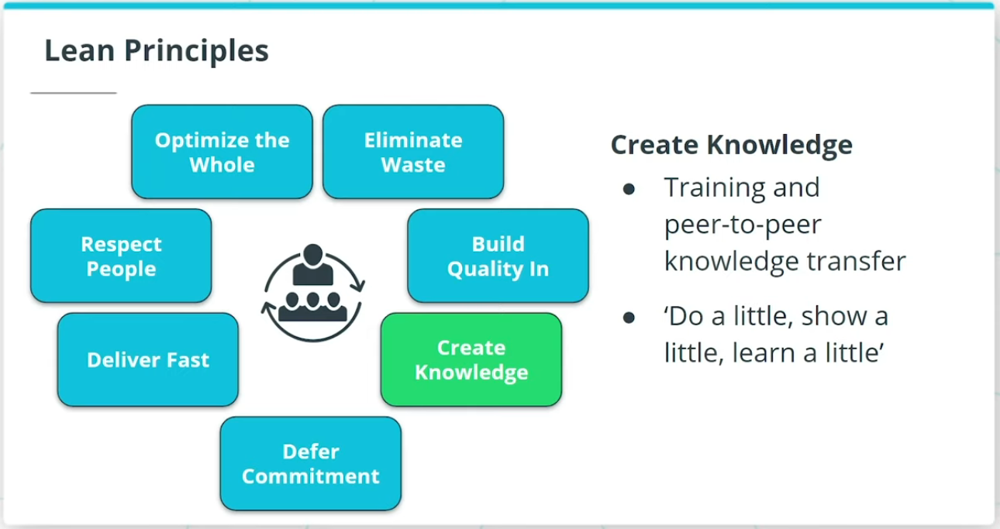 Lean Principles
Optimize the
Whole
Eliminate
Waste
Respect
People
Build
Quality In
Deliver Fast
Create
Knowledge
Defer
Commitment
Create Knowledge
● Training and
peer-to-peer
knowledge transfer
● ‘Do a little, show a
little, learn a little’